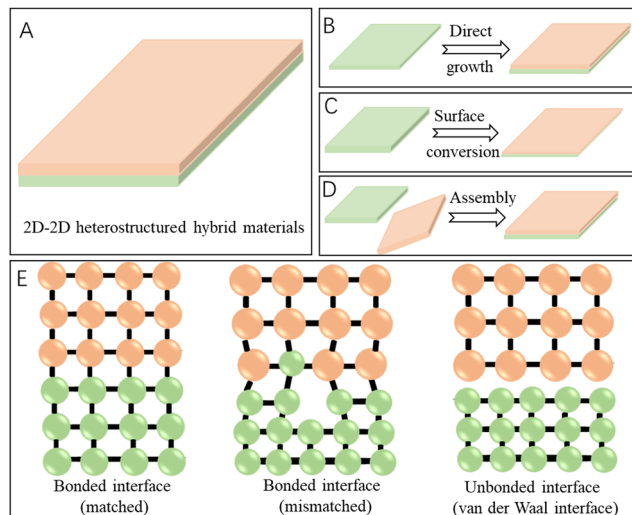 A
2D-2D heterostructured hybrid materials
B
Direct
growth
C
Surface
conversion
D
Assembly
E
Bonded interface
(matched)
Bonded interface
(mismatched)
Unbonded interface
(van der Waal interface)